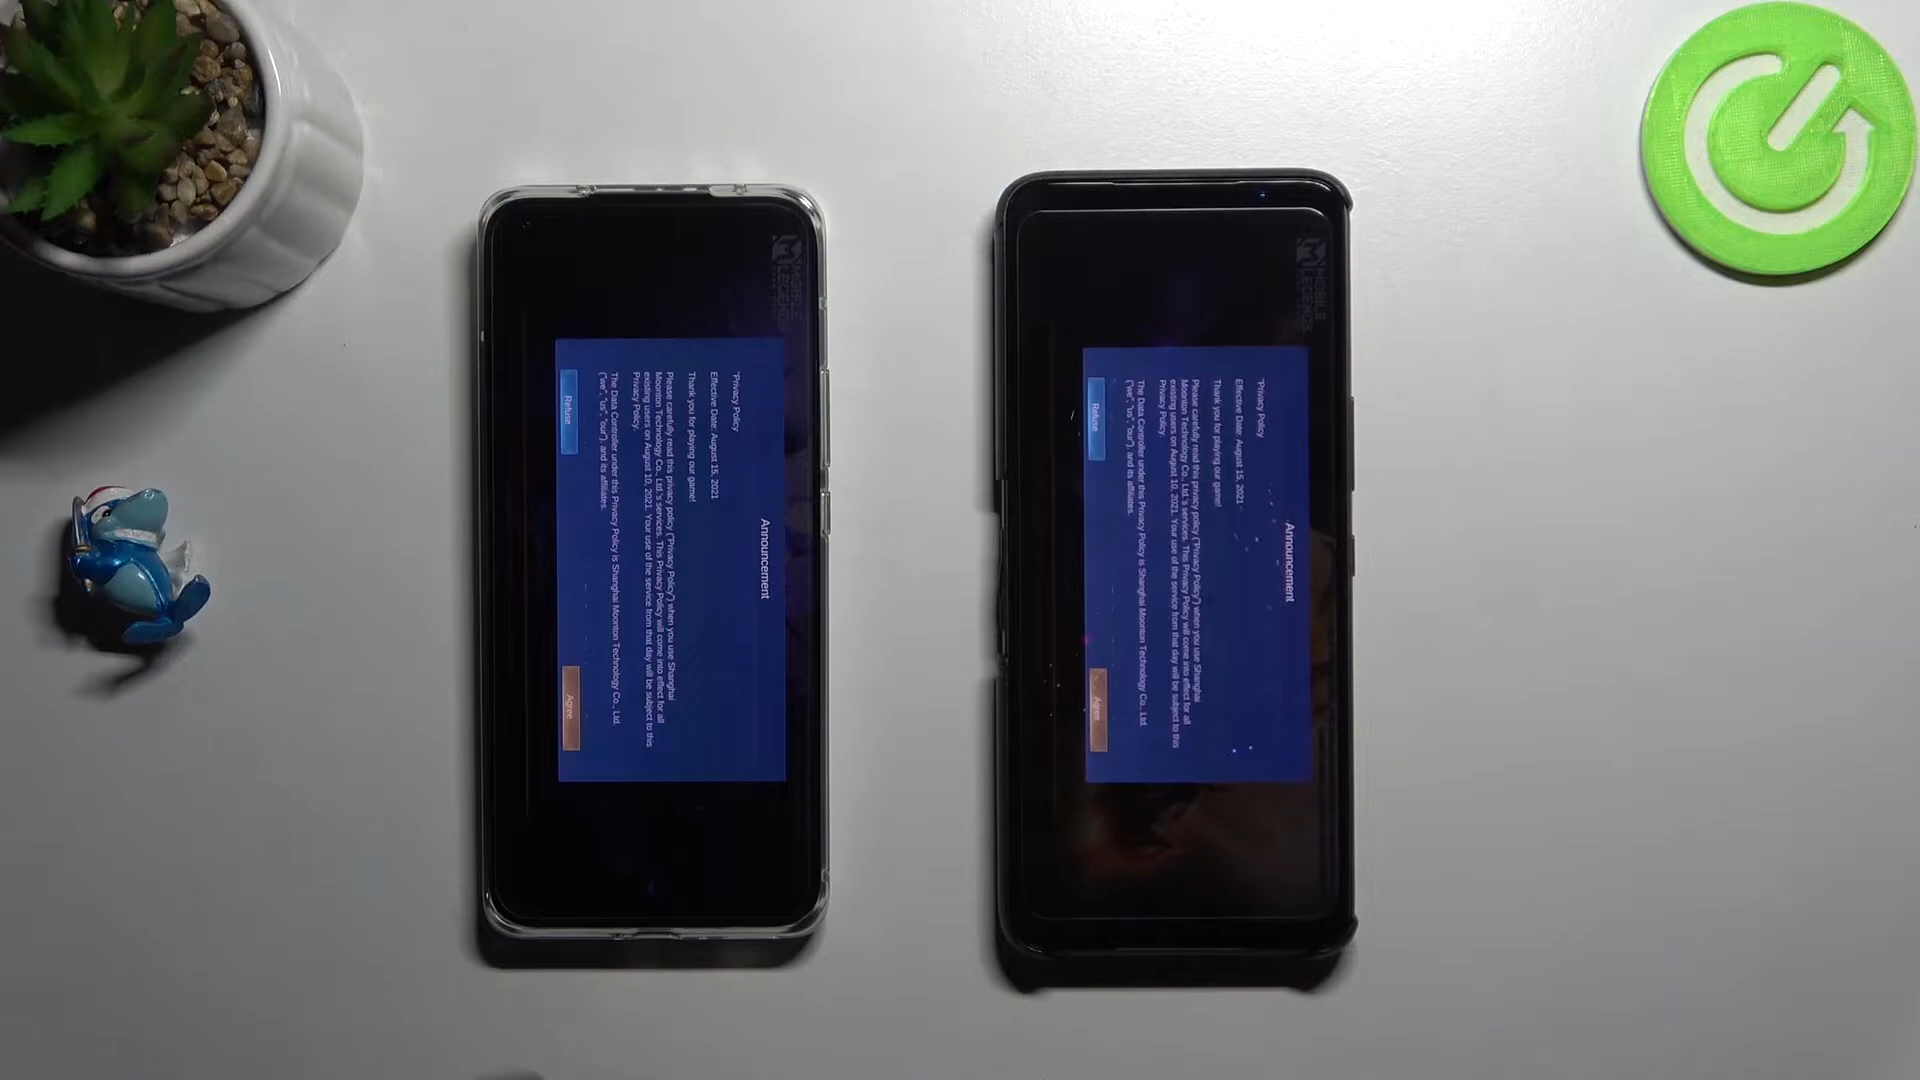 MOBILE
LEGENDS
Announcement
"Privacy Policy
Effective Date: August 15, 2021
Thank you for playing our game!
Please carefully read this privacy policy ("Privacy Policy") when you use Shanghai
Moonton Technology Co., Ltd.'s services. This Privacy Policy will come into effect for all
existing users on August 10, 2021. Your use of the service from that day will be subject to this
Privacy Policy.
The Data Controller under this Privacy Policy is Shanghai Moonton Technology Co., Ltd.
("we", "us", "our"). and its affiliates.
Refuse
Agree
MOBILE
LEGENDS
Announcement
"Privacy Policy
Effective Date: August 15, 2021
Thank you for playing our game!
Please carefully read this privacy policy ("Privacy Policy") when you use Shanghai
Moonton Technology Co., Ltd.'s services. This Privacy Policy will come into effect for all
existing users on August 10, 2021. Your use of the service from that day will be subject to this
Privacy Policy.
The Data Controller under this Privacy Policy is Shanghai Moonton Technology Co., Ltd.
("we", "us", "our"). and its affiliates.
Refuse
Agree